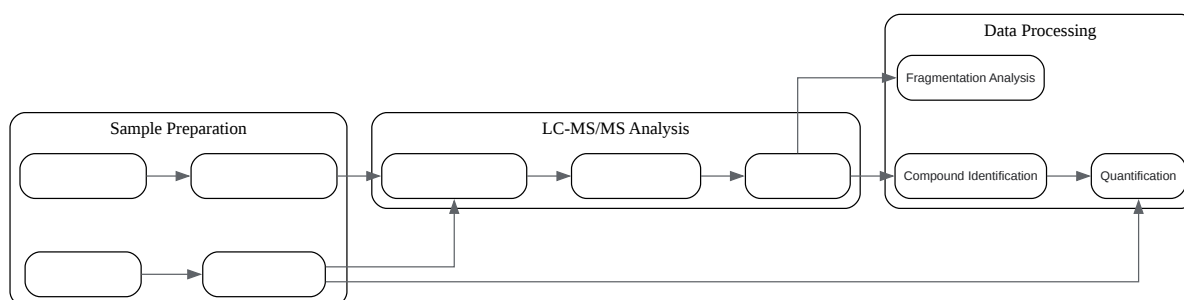 Data Processing
Fragmentation Analysis
Sample Preparation
LC-MS/MS Analysis
Compound Identification
Quantification